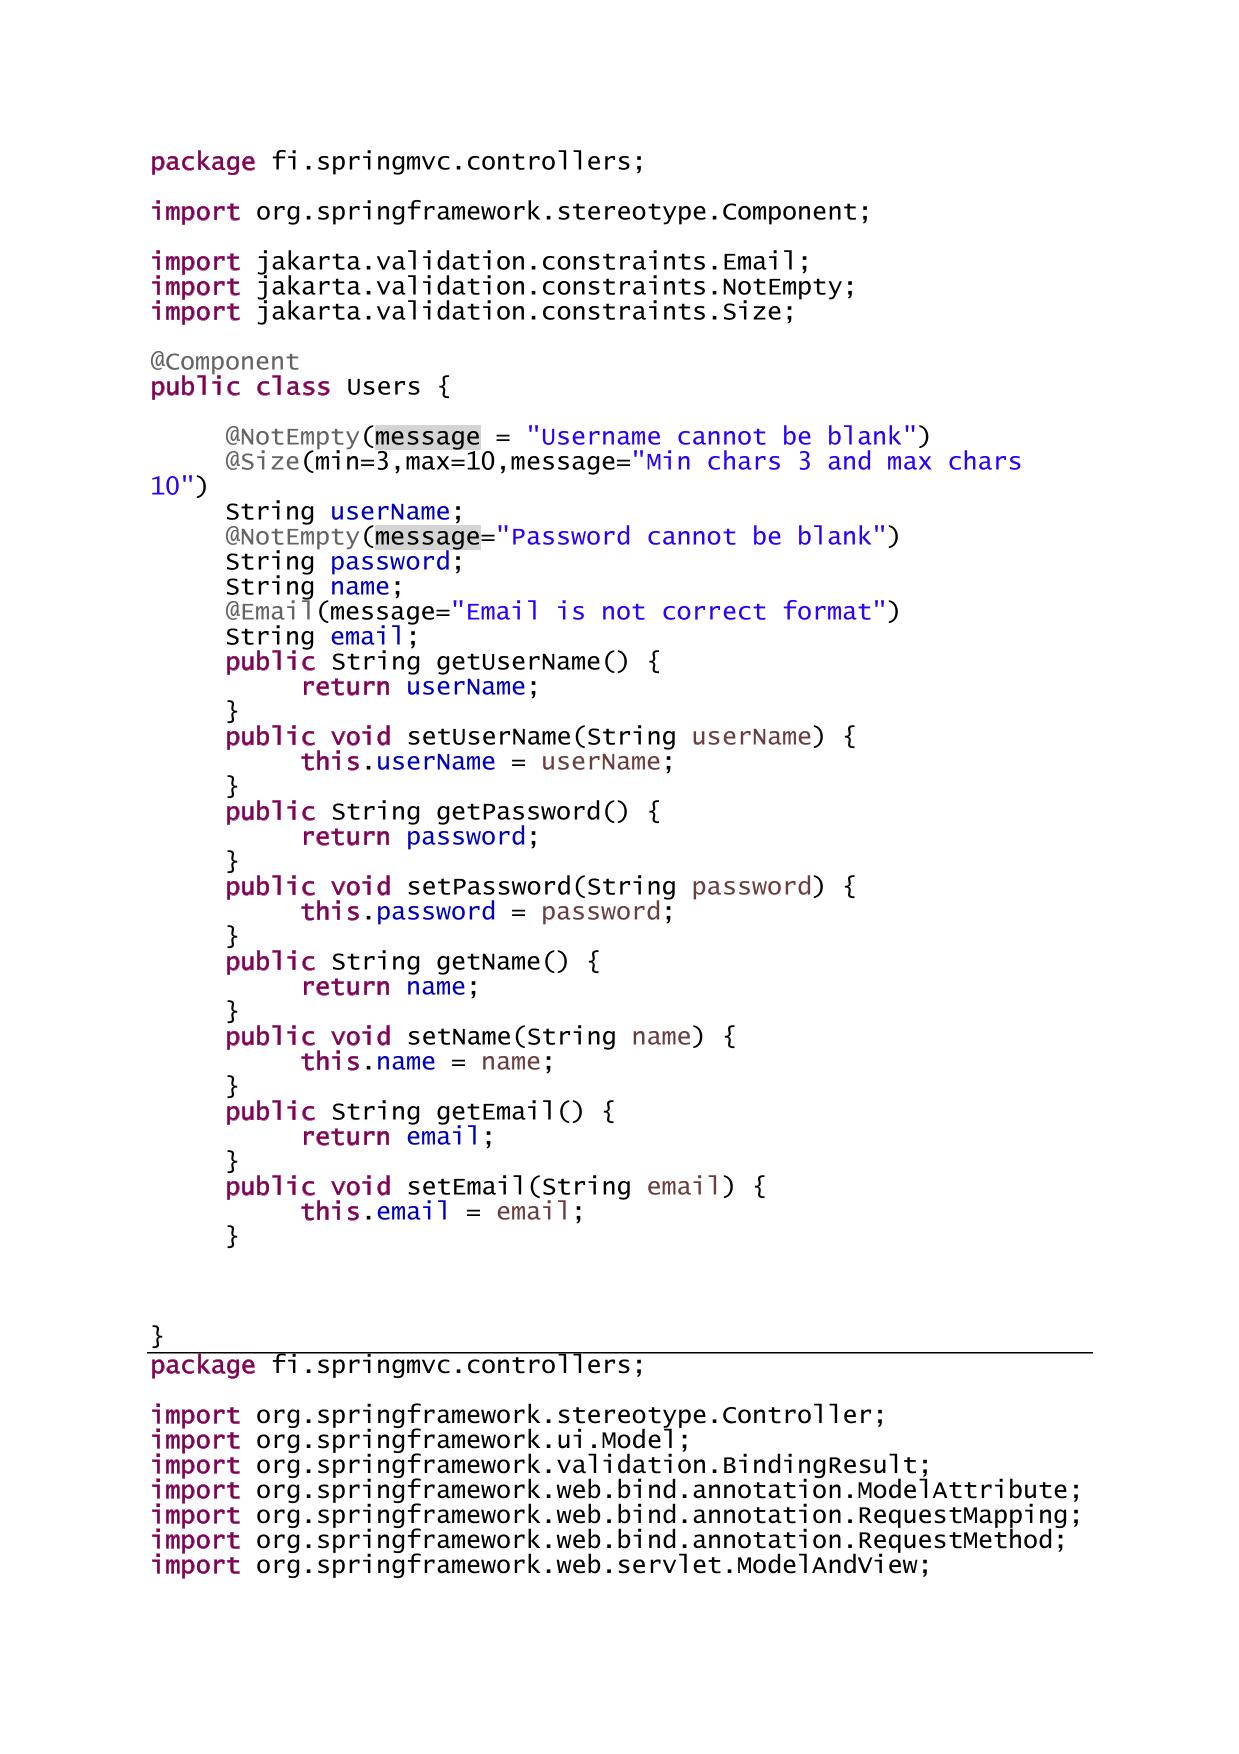 package fi.springmvc.controllers;
import org.springframework.stereotype.Component;
import jakarta.validation.constraints.Email;
import jakarta.validation.constraints.NotEmpty;
import jakarta.validation.constraints.Size;
@Component
public class Users {
@NotEmpty(message = "Username cannot be blank")
@Size(min=3,max=10,message="Min chars 3 and max chars
10")
String userName;
@NotEmpty(message="Password cannot be blank")
String password;
String name;
@Email(message="Email is not correct format")
String email;
public String getUserName() {
return userName;
}
public void setUserName(String userName) {
this.userName = userName;
}
public String getPassword() {
return password;
}
public void setPassword(String password) {
this.password = password;
}
public String getName() {
return name;
}
public void setName(String name) {
this.name = name;
}
public String getEmail() {
return email;
}
public void setEmail(String email) {
this.email = email;
}
}
package fi.springmvc.controllers;
import org.springframework.stereotype.Controller;
import org.springframework.ui.Model;
import org.springframework.validation.BindingResult;
import org.springframework.web.bind.annotation.ModelAttribute;
import org.springframework.web.bind.annotation.RequestMapping;
import org.springframework.web.bind.annotation.RequestMethod;
import org.springframework.web.servlet.ModelAndView;